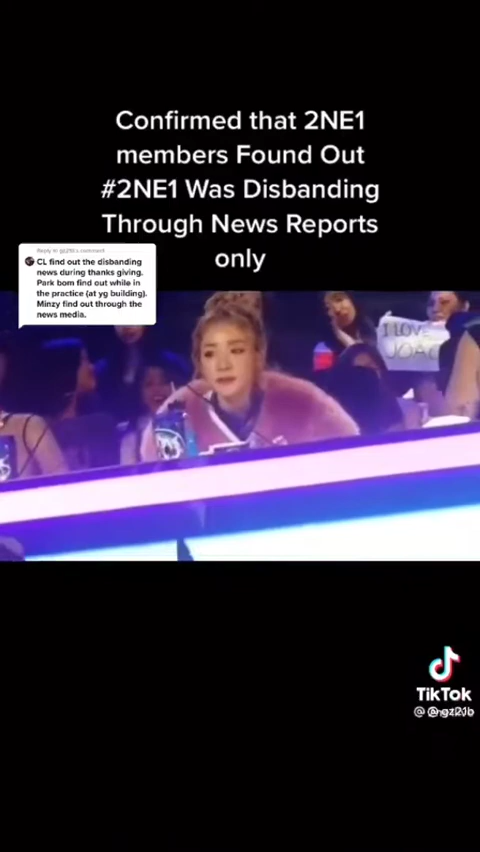 Confirmed that 2NE1
members Found Out
#2NE1 Was Disbanding
Through News Reports
only
CL find out the disbanding
news during thanks giving.
Park bom find out while in
the practice (at yg building).
Minzy find out through the
news media.
I LOVE
JOAO
TikTok